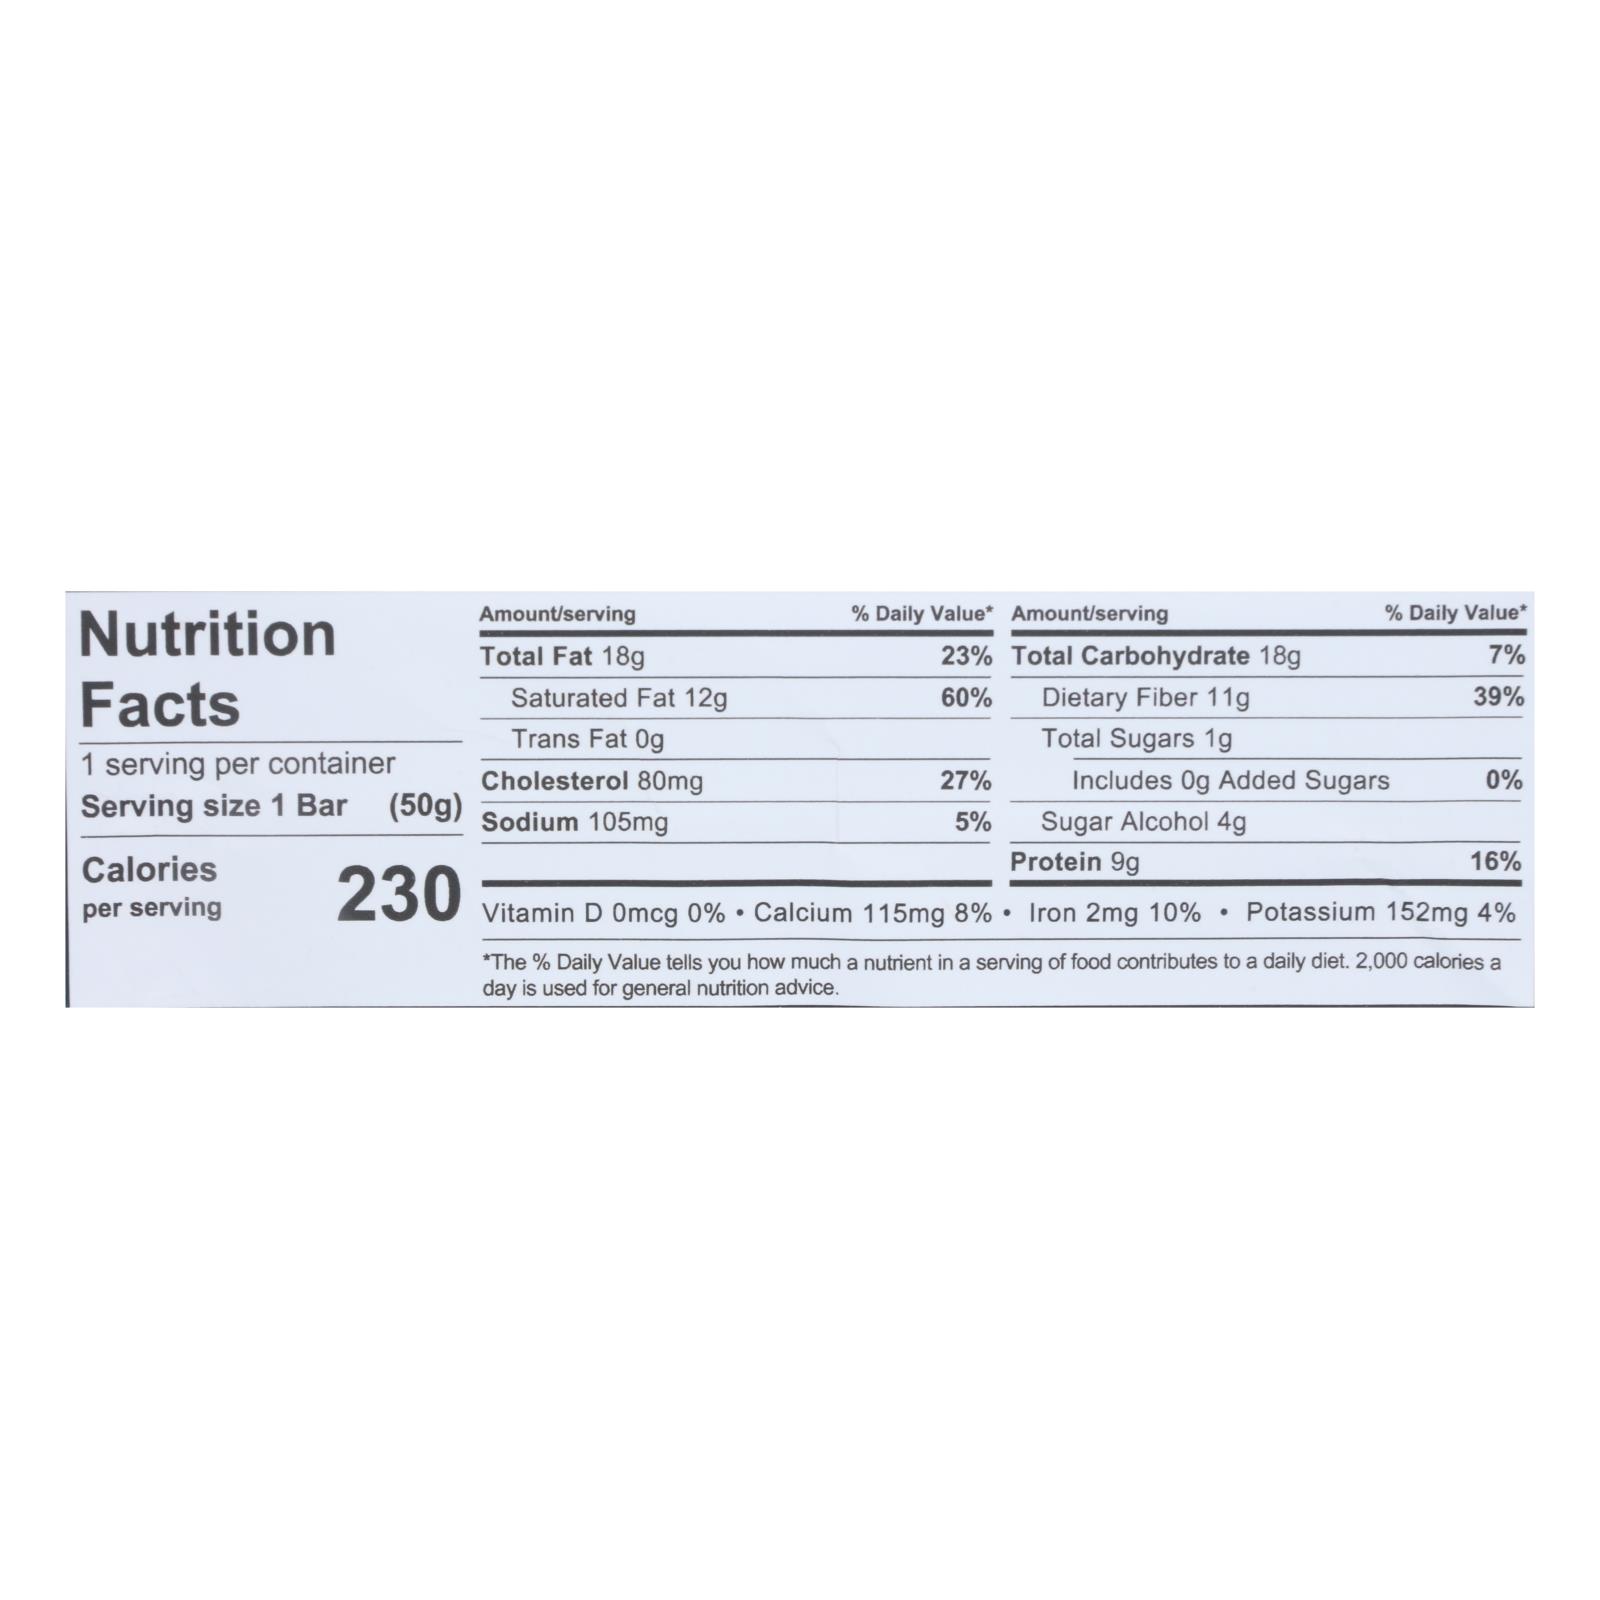 Nutrition
Facts
1 serving per container
Serving size 1 Bar (50g)
Calories
per serving 230
Amount/serving % Daily Value*
Total Fat 18g 23%
Saturated Fat 12g 60%
Trans Fat 0g
Cholesterol 80mg 27%
Sodium 105mg 5%
Amount/serving % Daily Value*
Total Carbohydrate 18g 7%
Dietary Fiber 11g 39%
Total Sugars 1g
Includes 0g Added Sugars 0%
Sugar Alcohol 4g
Protein 9g 16%
Vitamin D 0mcg 0% • Calcium 115mg 8% • Iron 2mg 10% • Potassium 152mg 4%
*The % Daily Value tells you how much a nutrient in a serving of food contributes to a daily diet. 2,000 calories a
day is used for general nutrition advice.